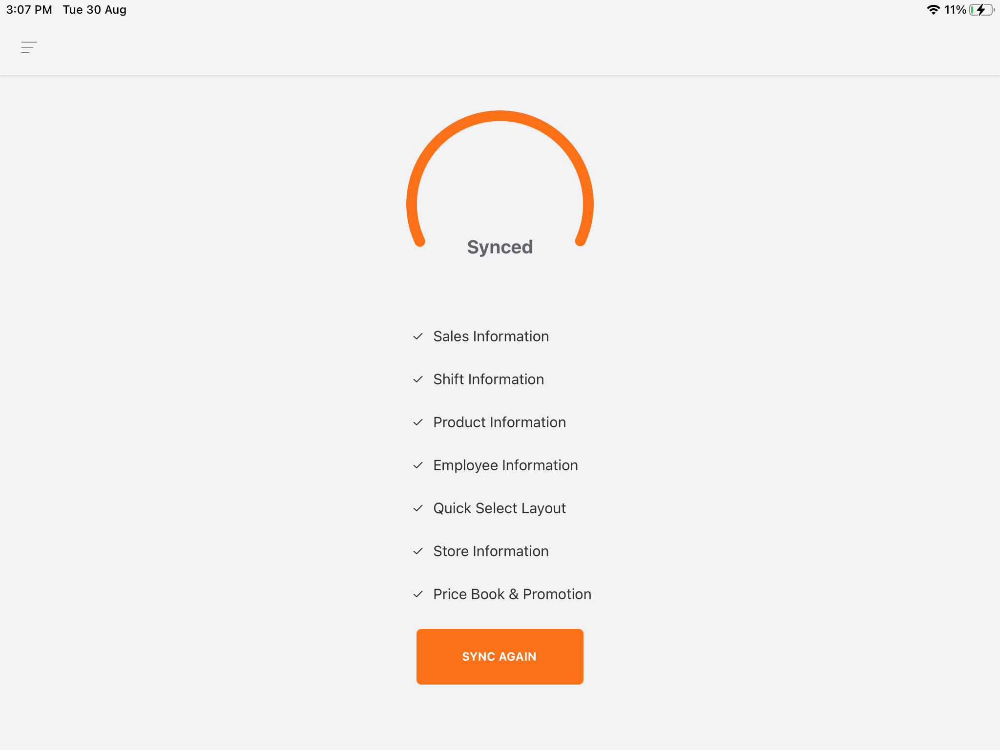 3:07 PM Tue 30 Aug 11%
Synced
Sales Information
Shift Information
Product Information
Employee Information
Quick Select Layout
Store Information
Price Book & Promotion
SYNC AGAIN